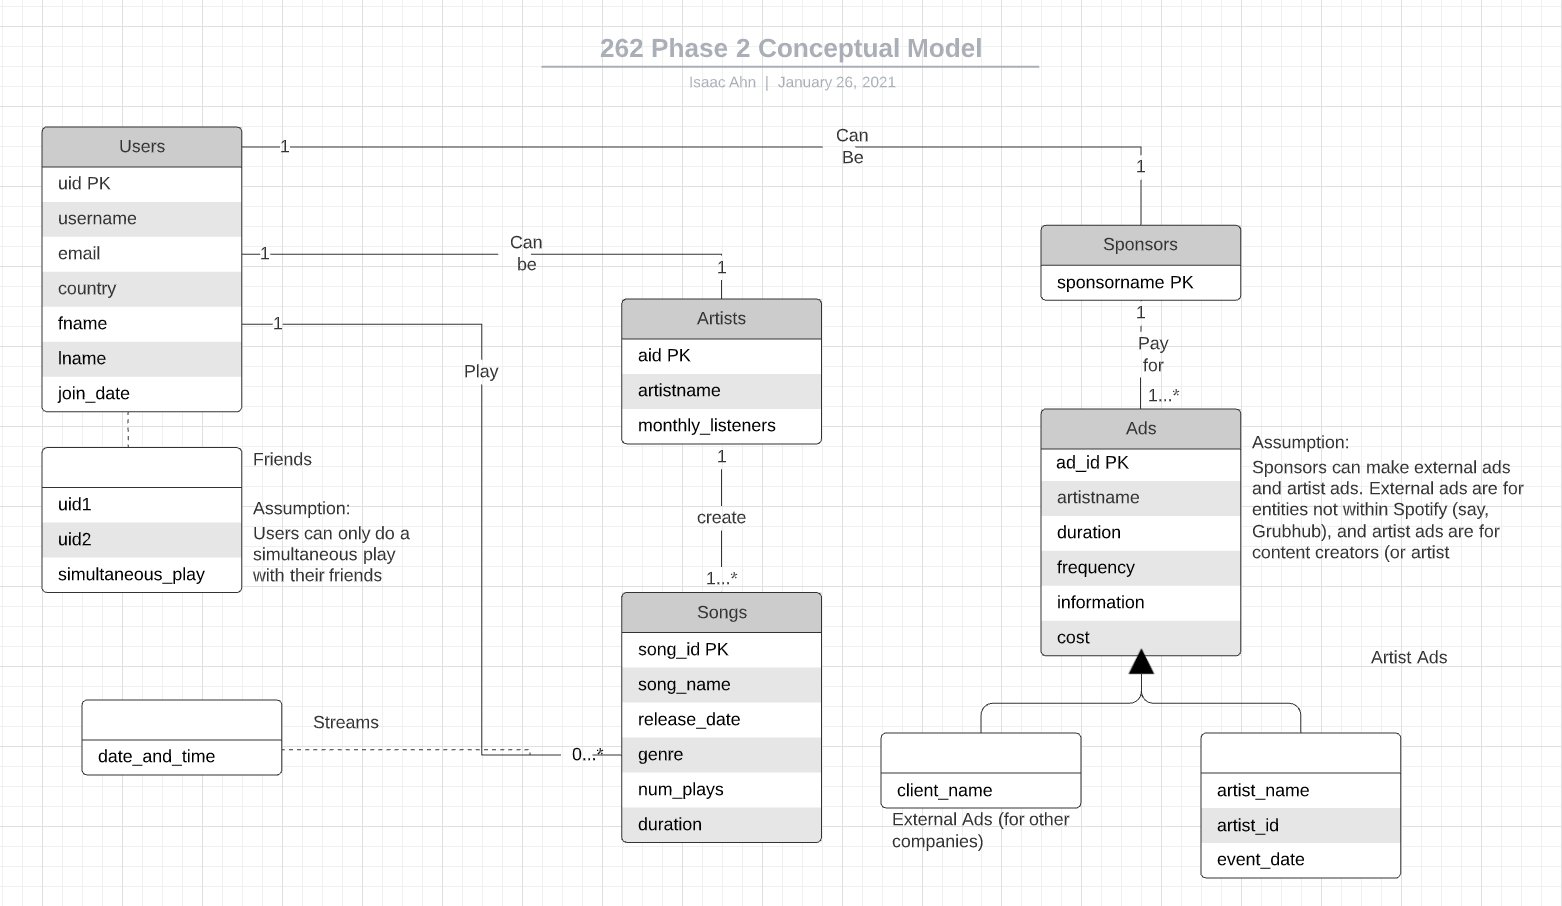 262 Phase 2 Conceptual Model
Isaac Ahn | January 26, 2021
Users
uid PK
username
email
country
fname
lname
join_date
1
Can
Be
1
1
Can
be
1
1
Play
0...*
Friends
uid1
uid2
simultaneous_play
Assumption:
Users can only do a
simultaneous play
with their friends
Streams
date_and_time
Artists
aid PK
artistname
monthly_listeners
1
create
1...*
Songs
song_id PK
song_name
release_date
genre
num_plays
duration
Sponsors
sponsorname PK
1
Pay
for
1...*
Ads
ad_id PK
artistname
duration
frequency
information
cost
Assumption:
Sponsors can make external ads
and artist ads. External ads are for
entities not within Spotify (say,
Grubhub), and artist ads are for
content creators (or artist
Artist Ads
client_name
External Ads (for other
companies)
artist_name
artist_id
event_date